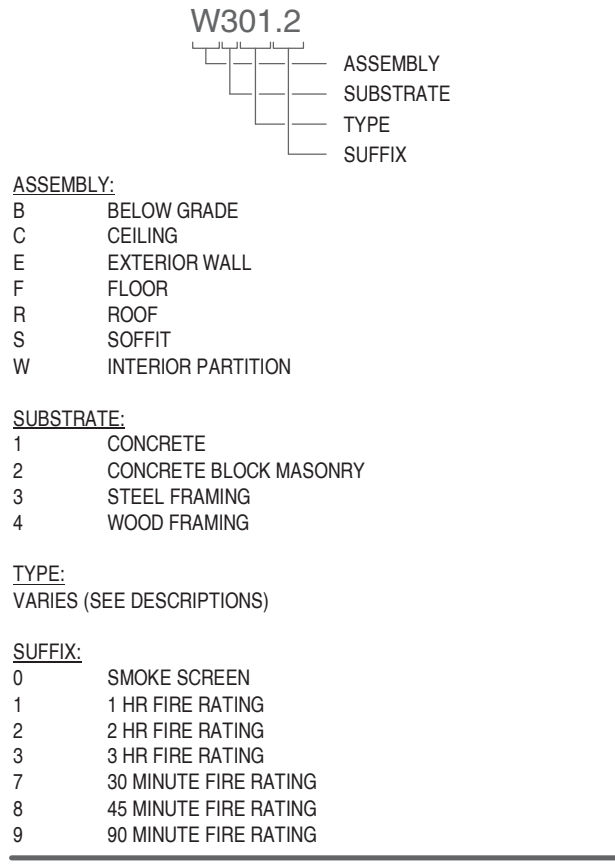 W301.2
ASSEMBLY
SUBSTRATE
TYPE
SUFFIX
ASSEMBLY:
B BELOW GRADE
C CEILING
E EXTERIOR WALL
F FLOOR
R ROOF
S SOFFIT
W INTERIOR PARTITION
SUBSTRATE:
1 CONCRETE
2 CONCRETE BLOCK MASONRY
3 STEEL FRAMING
4 WOOD FRAMING
TYPE:
VARIES (SEE DESCRIPTIONS)
SUFFIX:
0 SMOKE SCREEN
1 1 HR FIRE RATING
2 2 HR FIRE RATING
3 3 HR FIRE RATING
7 30 MINUTE FIRE RATING
8 45 MINUTE FIRE RATING
9 90 MINUTE FIRE RATING